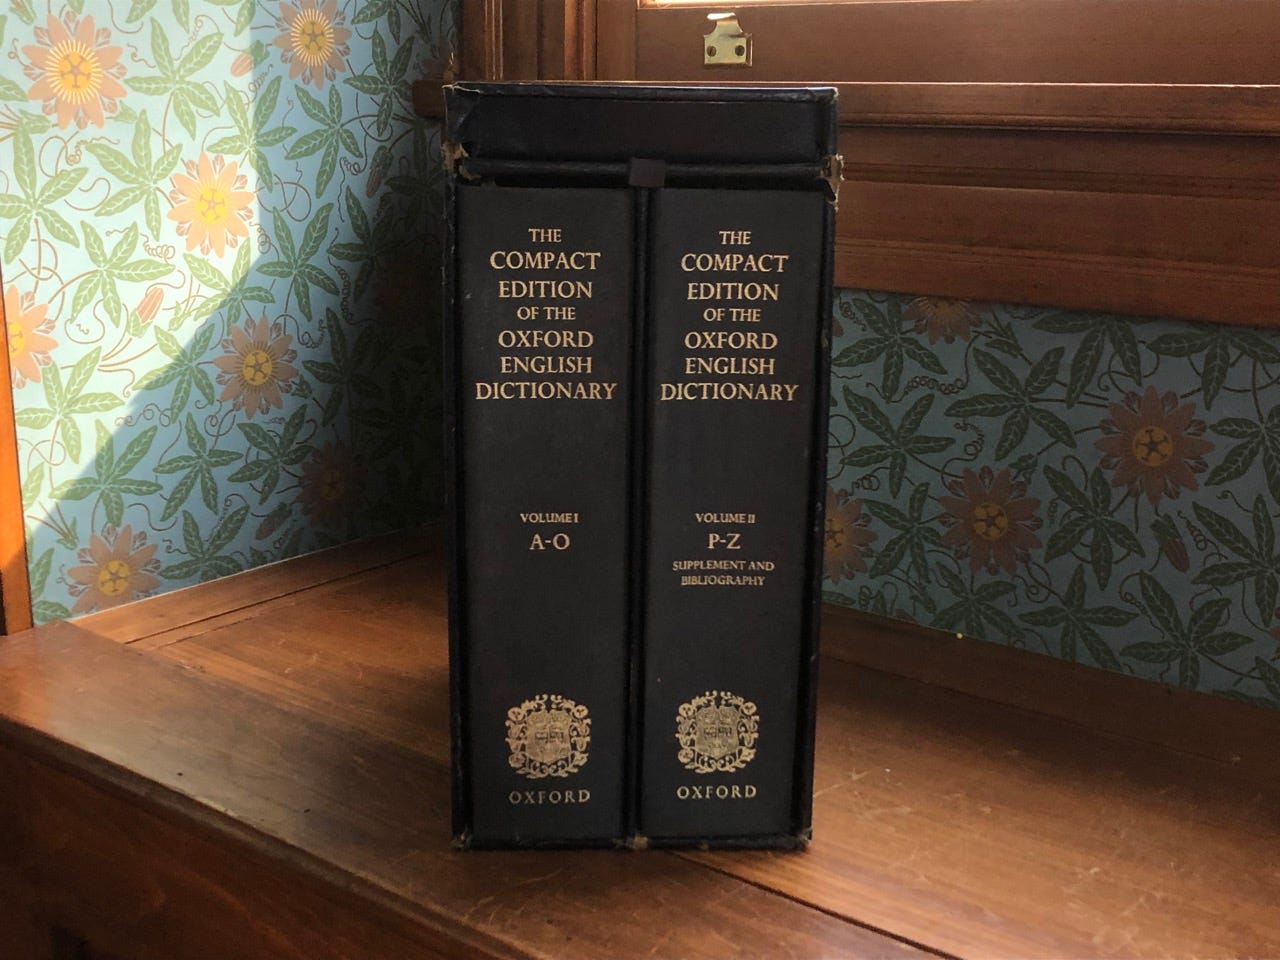 THE
COMPACT
EDITION
OF THE
OXFORD
ENGLISH
DICTIONARY
VOLUME I
A-O
OXFORD
THE
COMPACT
EDITION
OF THE
OXFORD
ENGLISH
DICTIONARY
VOLUME II
P-Z
SUPPLEMENT AND
BIBLIOGRAPHY
OXFORD